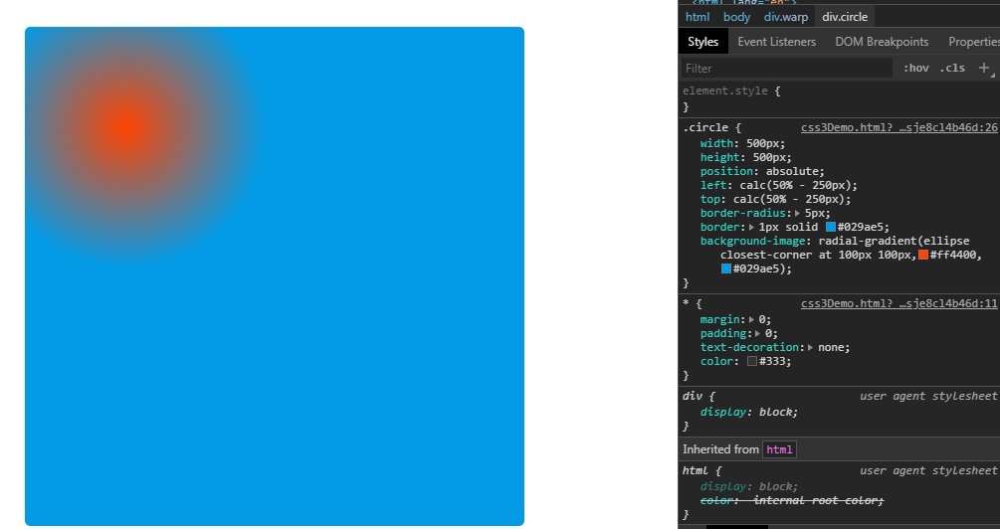 <html lang="en">
html body div.warp div.circle
Styles Event Listeners DOM Breakpoints Properties
Filter :hov .cls +
element.style {
}
.circle { css3Demo.html? …sje8cl4b46d:26
width: 500px;
height: 500px;
position: absolute;
left: calc(50% - 250px);
top: calc(50% - 250px);
border-radius: 5px;
border: 1px solid #029ae5;
background-image: radial-gradient(ellipse
closest-corner at 100px 100px, #ff4400,
#029ae5);
}
* { css3Demo.html? …sje8cl4b46d:11
margin: 0;
padding: 0;
text-decoration: none;
color: #333;
}
div { user agent stylesheet
display: block;
}
Inherited from html
html { user agent stylesheet
display: block;
color: -internal-root-color;
}